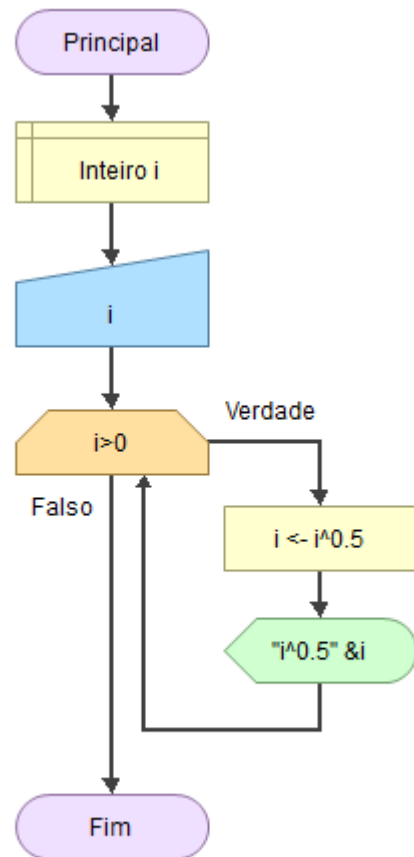 Principal
Inteiro i
i
i>0
Verdade
Falso
i <- i^0.5
"i^0.5" &i
Fim